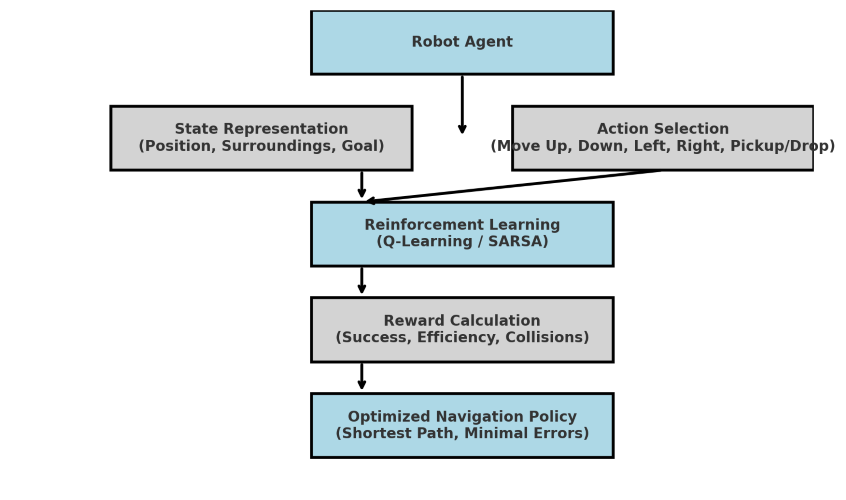 Robot Agent
State Representation
(Position, Surroundings, Goal)
Action Selection
(Move Up, Down, Left, Right, Pickup/Drop)
Reinforcement Learning
(Q-Learning / SARSA)
Reward Calculation
(Success, Efficiency, Collisions)
Optimized Navigation Policy
(Shortest Path, Minimal Errors)